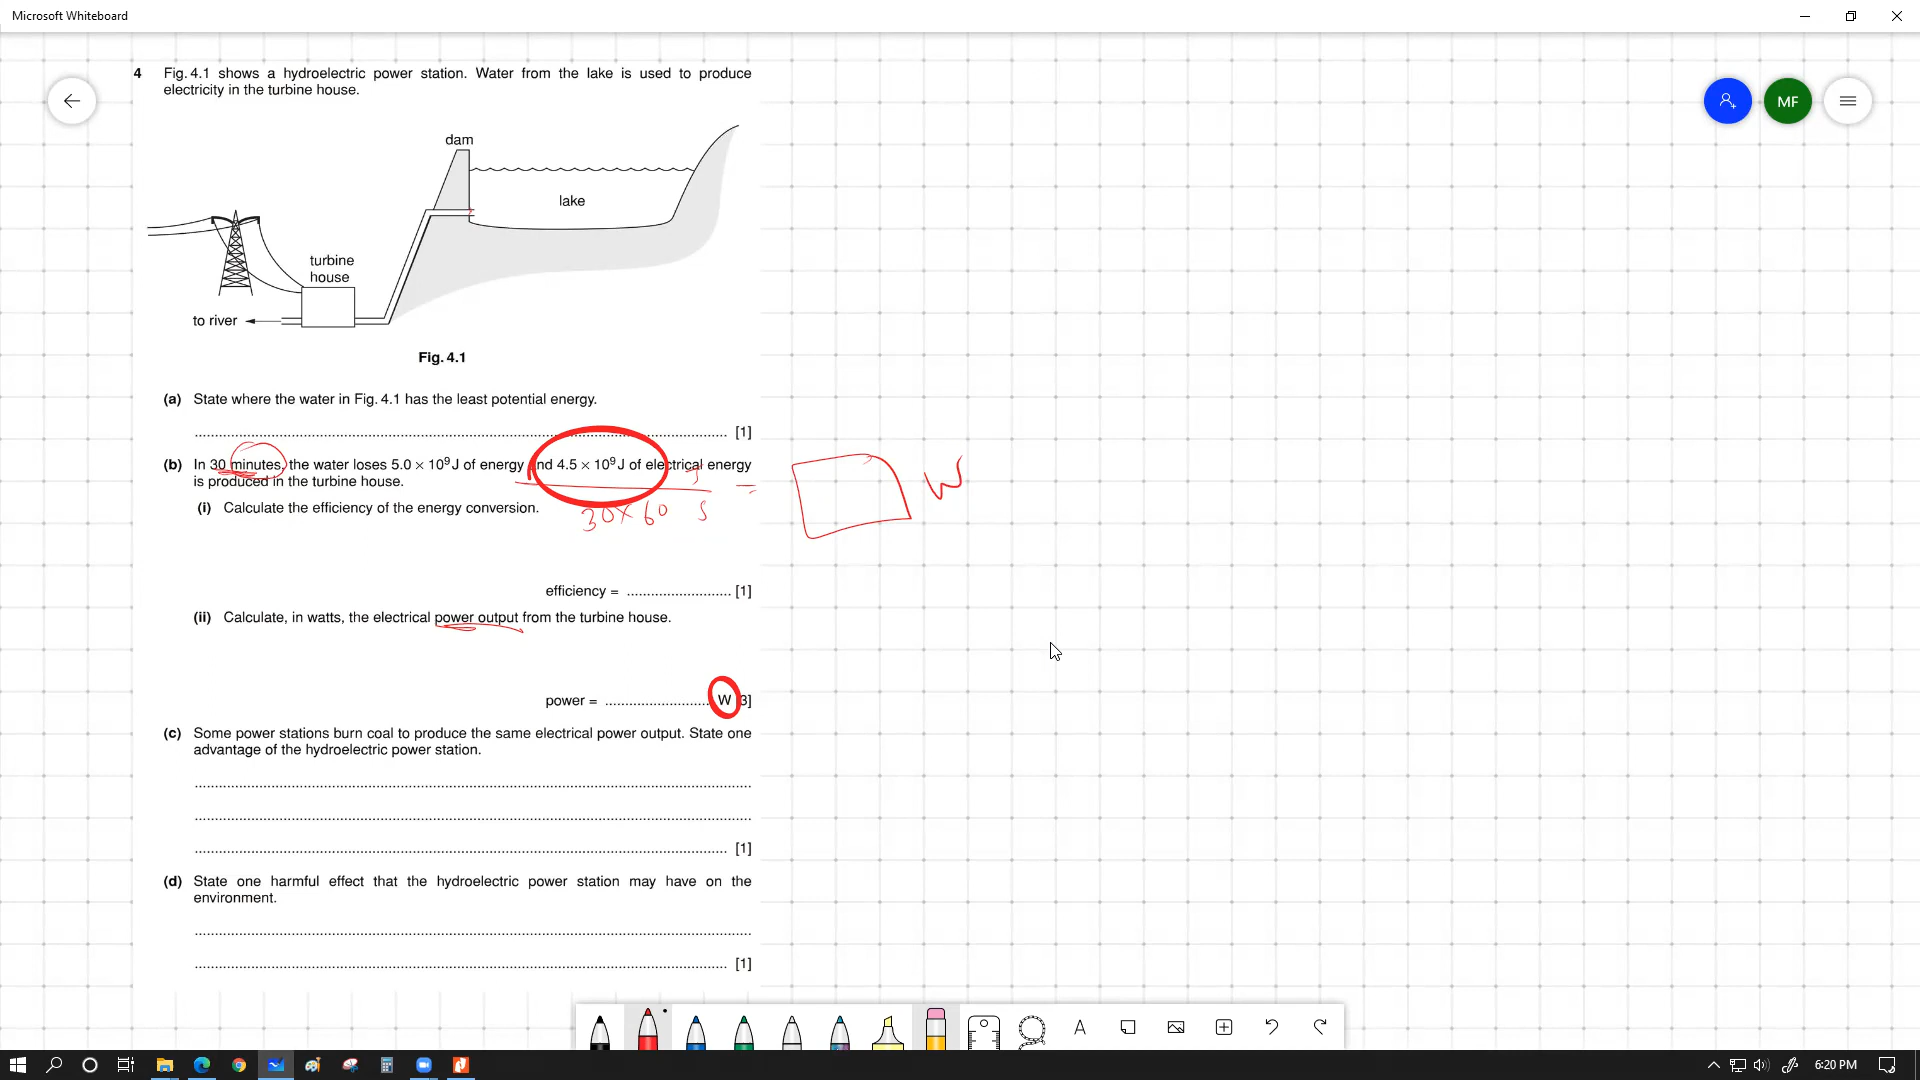 Microsoft Whiteboard
MF
4 Fig. 4.1 shows a hydroelectric power station. Water from the lake is used to produce
electricity in the turbine house.
dam
lake
turbine
house
to river
Fig. 4.1
(a) State where the water in Fig. 4.1 has the least potential energy.
[1]
(b) In 30 minutes, the water loses 5.0 × 10⁹ J of energy and 4.5 × 10⁹ J of electrical energy
is produced in the turbine house.
J
30 × 60 s
=
W
(i) Calculate the efficiency of the energy conversion.
efficiency = .......................... [1]
(ii) Calculate, in watts, the electrical power output from the turbine house.
power = .......................... W [3]
(c) Some power stations burn coal to produce the same electrical power output. State one
advantage of the hydroelectric power station.
[1]
(d) State one harmful effect that the hydroelectric power station may have on the
environment.
[1]
A
6:20 PM